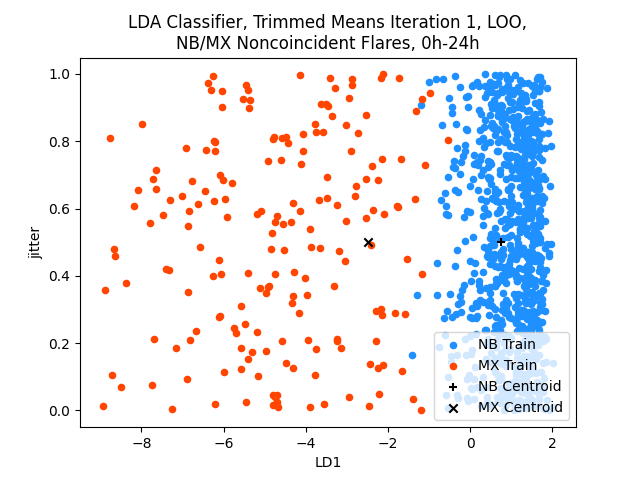 LDA Classifier, Trimmed Means Iteration 1, LOO,
NB/MX Noncoincident Flares, 0h-24h
1.0
0.8
0.6
0.4
0.2
0.0
jitter
−8
−6
−4
−2
0
2
LD1
NB Train
MX Train
NB Centroid
MX Centroid